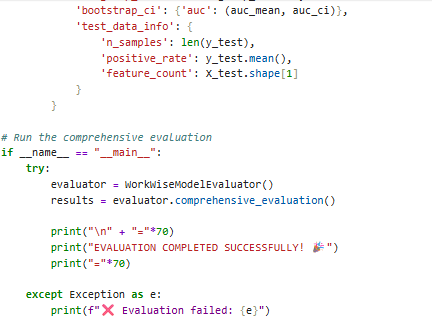 'bootstrap_ci': {'auc': (auc_mean, auc_ci)},
            'test_data_info': {
                'n_samples': len(y_test),
                'positive_rate': y_test.mean(),
                'feature_count': X_test.shape[1]
            }
        }

# Run the comprehensive evaluation
if __name__ == "__main__":
    try:
        evaluator = WorkWiseModelEvaluator()
        results = evaluator.comprehensive_evaluation()

        print("\n" + "="*70)
        print("EVALUATION COMPLETED SUCCESSFULLY! 🎉")
        print("="*70)

    except Exception as e:
        print(f"❌ Evaluation failed: {e}")